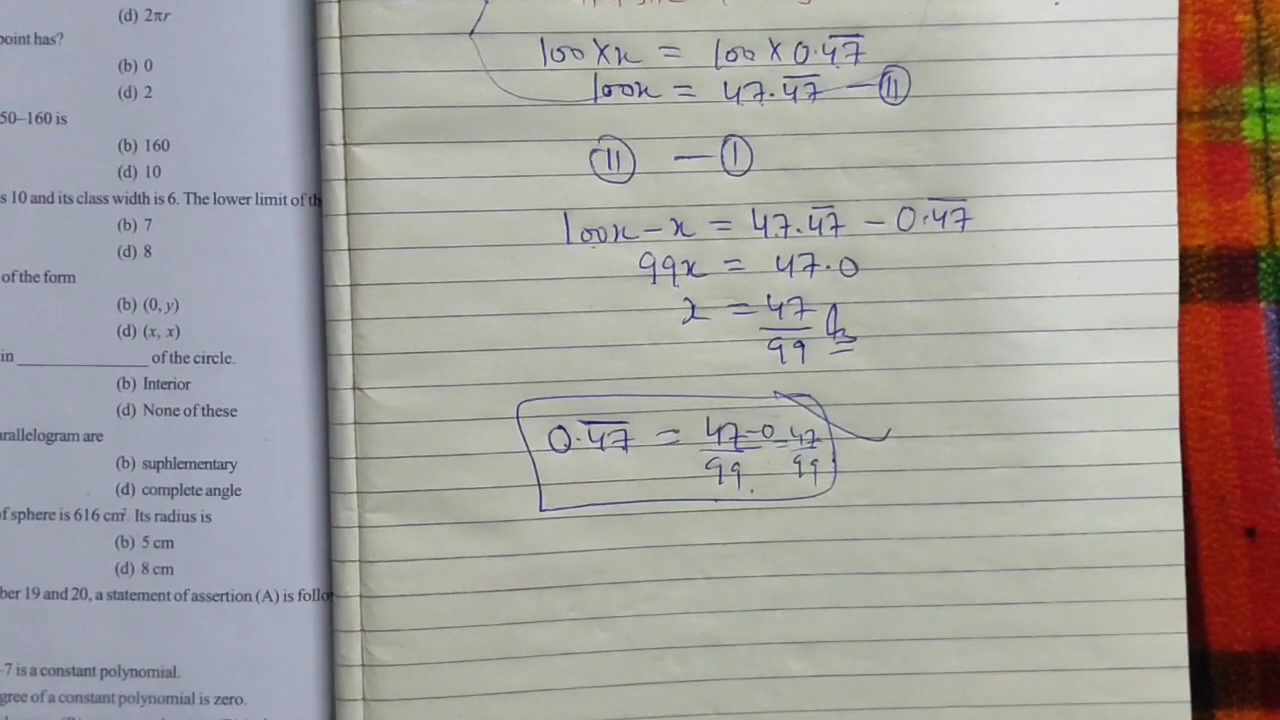 (d) 2πr
point has?
(b) 0
(d) 2
50–160 is
(b) 160
(d) 10
s 10 and its class width is 6. The lower limit of th
(b) 7
(d) 8
of the form
(b) (0, y)
(d) (x, x)
in ______________ of the circle.
(b) Interior
(d) None of these
arallelogram are
(b) suphlementary
(d) complete angle
of sphere is 616 cm². Its radius is
(b) 5 cm
(d) 8 cm
ber 19 and 20, a statement of assertion (A) is follo
-7 is a constant polynomial.
gree of a constant polynomial is zero.
100 × x = 100 × 0.4̅7̅
100x = 47.4̅7̅ — Ⅱ
Ⅱ — Ⅰ
100x – x = 47.4̅7̅ – 0.4̅7̅
99x = 47.0
x = 47/99
0.4̅7̅ = 47-0/99 = 47/99